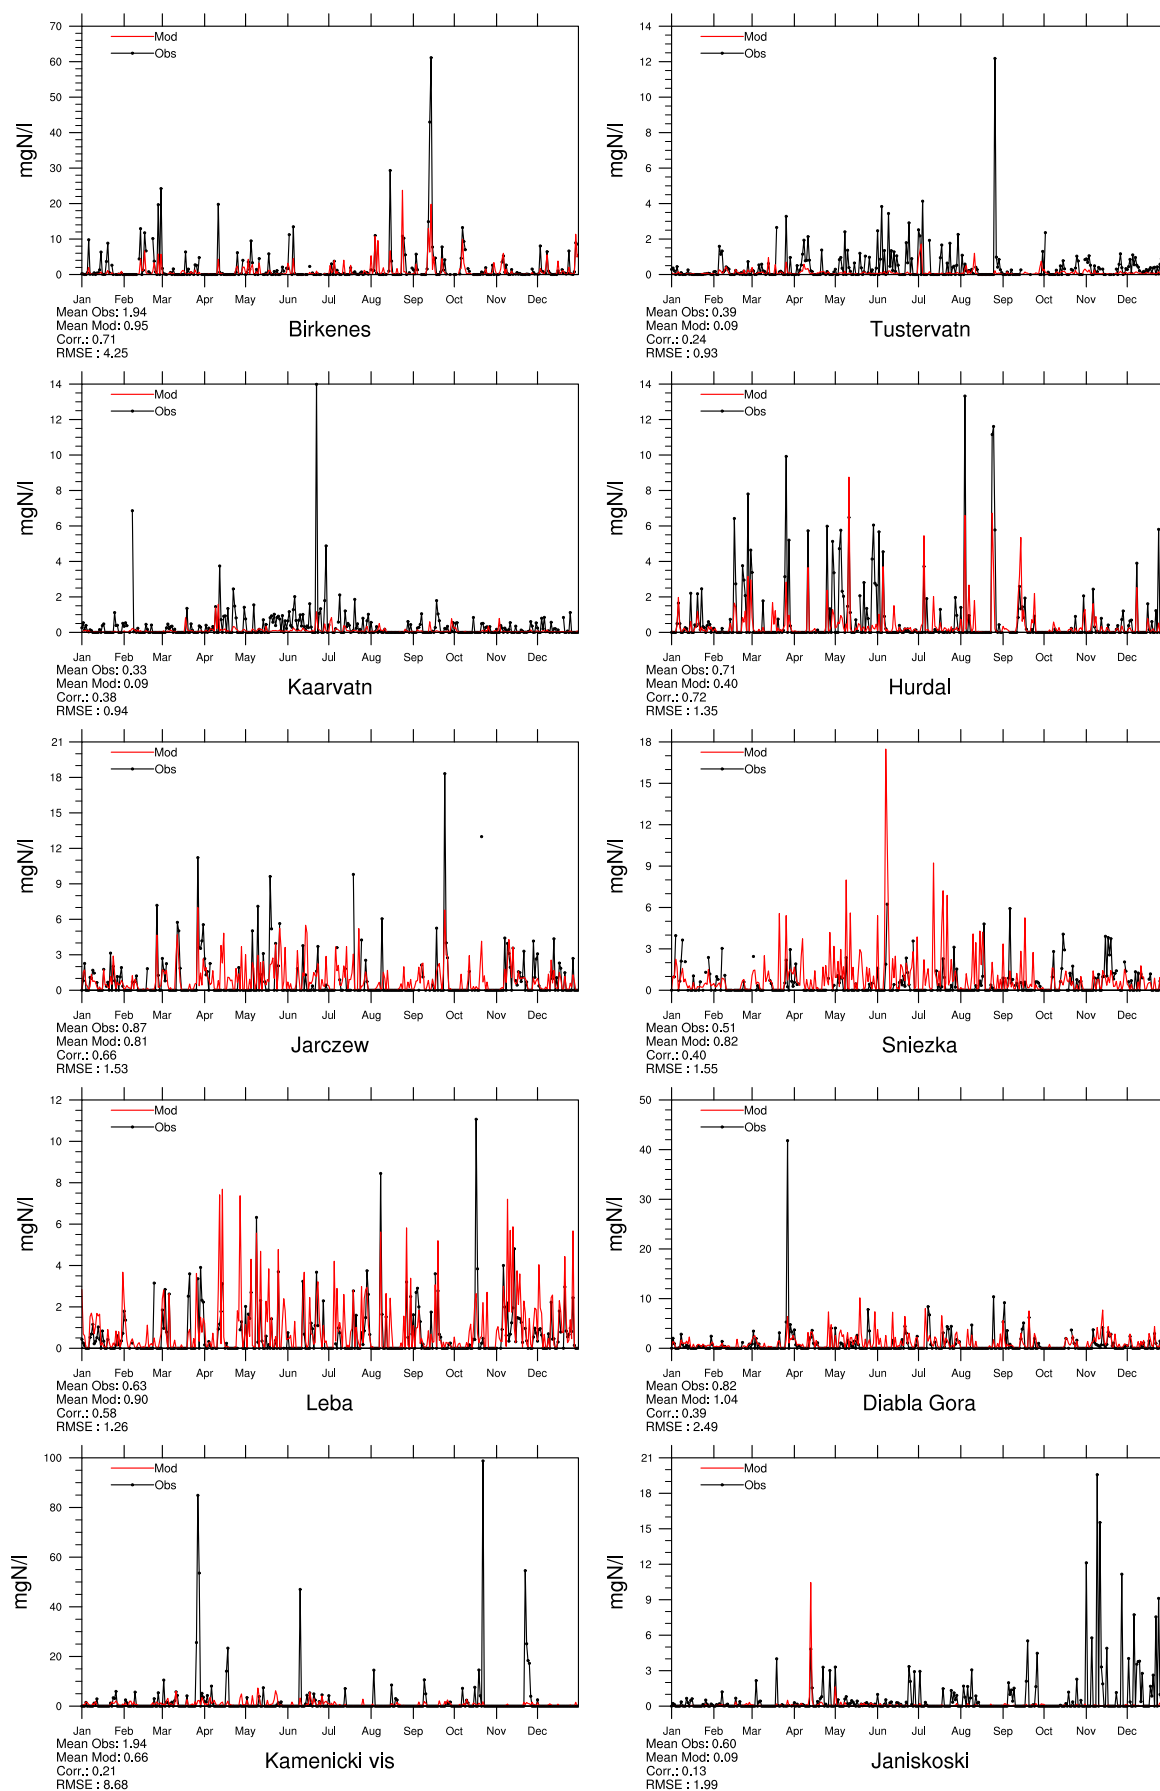 70
60
50
40
30
20
10
0
mgN/l
Mod
Obs
Jan Feb Mar Apr May Jun Jul Aug Sep Oct Nov Dec
Mean Obs: 1.94
Mean Mod: 0.95
Corr.: 0.71
RMSE : 4.25
Birkenes
14
12
10
8
6
4
2
0
mgN/l
Mod
Obs
Jan Feb Mar Apr May Jun Jul Aug Sep Oct Nov Dec
Mean Obs: 0.39
Mean Mod: 0.09
Corr.: 0.24
RMSE : 0.93
Tustervatn
14
12
10
8
6
4
2
0
mgN/l
Mod
Obs
Jan Feb Mar Apr May Jun Jul Aug Sep Oct Nov Dec
Mean Obs: 0.33
Mean Mod: 0.09
Corr.: 0.38
RMSE : 0.94
Kaarvatn
14
12
10
8
6
4
2
0
mgN/l
Mod
Obs
Jan Feb Mar Apr May Jun Jul Aug Sep Oct Nov Dec
Mean Obs: 0.71
Mean Mod: 0.40
Corr.: 0.72
RMSE : 1.35
Hurdal
21
18
15
12
9
6
3
0
mgN/l
Mod
Obs
Jan Feb Mar Apr May Jun Jul Aug Sep Oct Nov Dec
Mean Obs: 0.87
Mean Mod: 0.81
Corr.: 0.66
RMSE : 1.53
Jarczew
18
15
12
9
6
3
0
mgN/l
Mod
Obs
Jan Feb Mar Apr May Jun Jul Aug Sep Oct Nov Dec
Mean Obs: 0.51
Mean Mod: 0.82
Corr.: 0.40
RMSE : 1.55
Sniezka
12
10
8
6
4
2
0
mgN/l
Mod
Obs
Jan Feb Mar Apr May Jun Jul Aug Sep Oct Nov Dec
Mean Obs: 0.63
Mean Mod: 0.90
Corr.: 0.58
RMSE : 1.26
Leba
50
40
30
20
10
0
mgN/l
Mod
Obs
Jan Feb Mar Apr May Jun Jul Aug Sep Oct Nov Dec
Mean Obs: 0.82
Mean Mod: 1.04
Corr.: 0.39
RMSE : 2.49
Diabla Gora
100
80
60
40
20
0
mgN/l
Mod
Obs
Jan Feb Mar Apr May Jun Jul Aug Sep Oct Nov Dec
Mean Obs: 1.94
Mean Mod: 0.66
Corr.: 0.21
RMSE : 8.68
Kamenicki vis
21
18
15
12
9
6
3
0
mgN/l
Mod
Obs
Jan Feb Mar Apr May Jun Jul Aug Sep Oct Nov Dec
Mean Obs: 0.60
Mean Mod: 0.09
Corr.: 0.13
RMSE : 1.99
Janiskoski